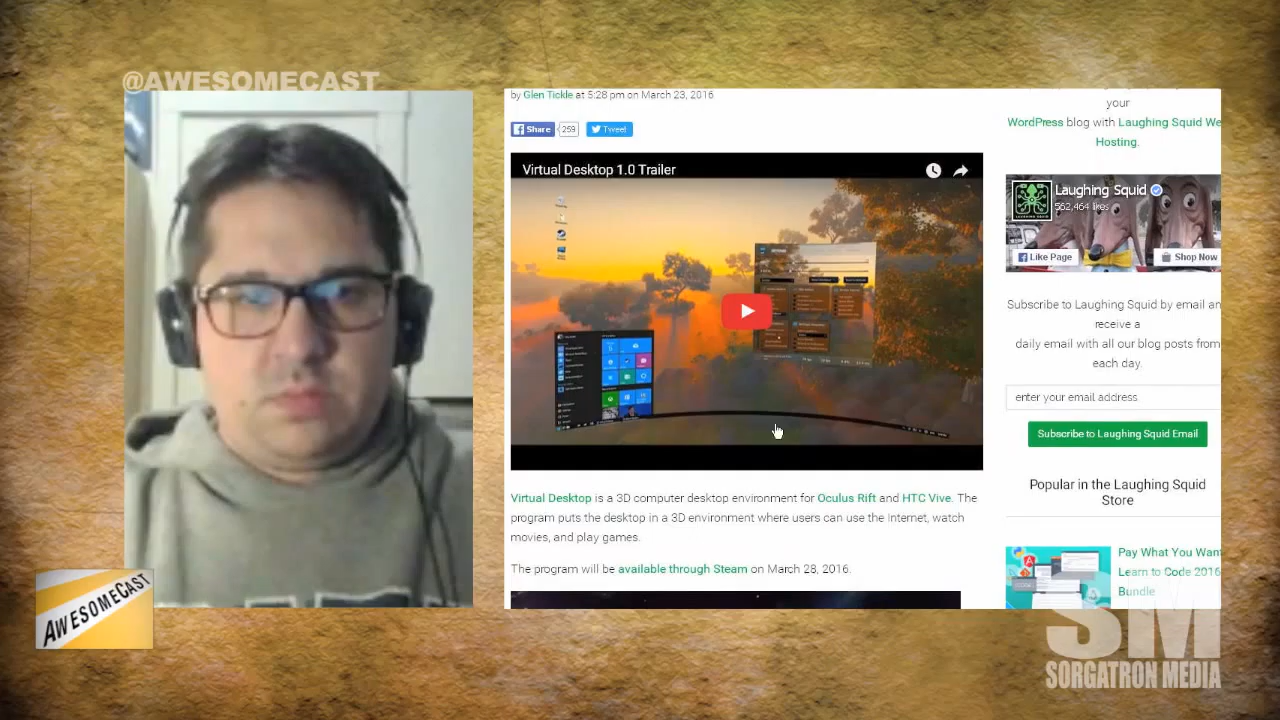 @AWESOMECAST
by Glen Tickle at 5:28 pm on March 23, 2016
Share 259 Tweet
Virtual Desktop 1.0 Trailer
Virtual Desktop is a 3D computer desktop environment for Oculus Rift and HTC Vive. The
program puts the desktop in a 3D environment where users can use the Internet, watch
movies, and play games.
The program will be available through Steam on March 28, 2016.
your
WordPress blog with Laughing Squid We
Hosting.
Laughing Squid
562,464 likes
Like Page
Shop Now
Subscribe to Laughing Squid by email an
receive a
daily email with all our blog posts from
each day.
enter your email address
Subscribe to Laughing Squid Email
Popular in the Laughing Squid
Store
Pay What You Want
Learn to Code 2016
Bundle
AWESOMECAST
SM
SORGATRON MEDIA